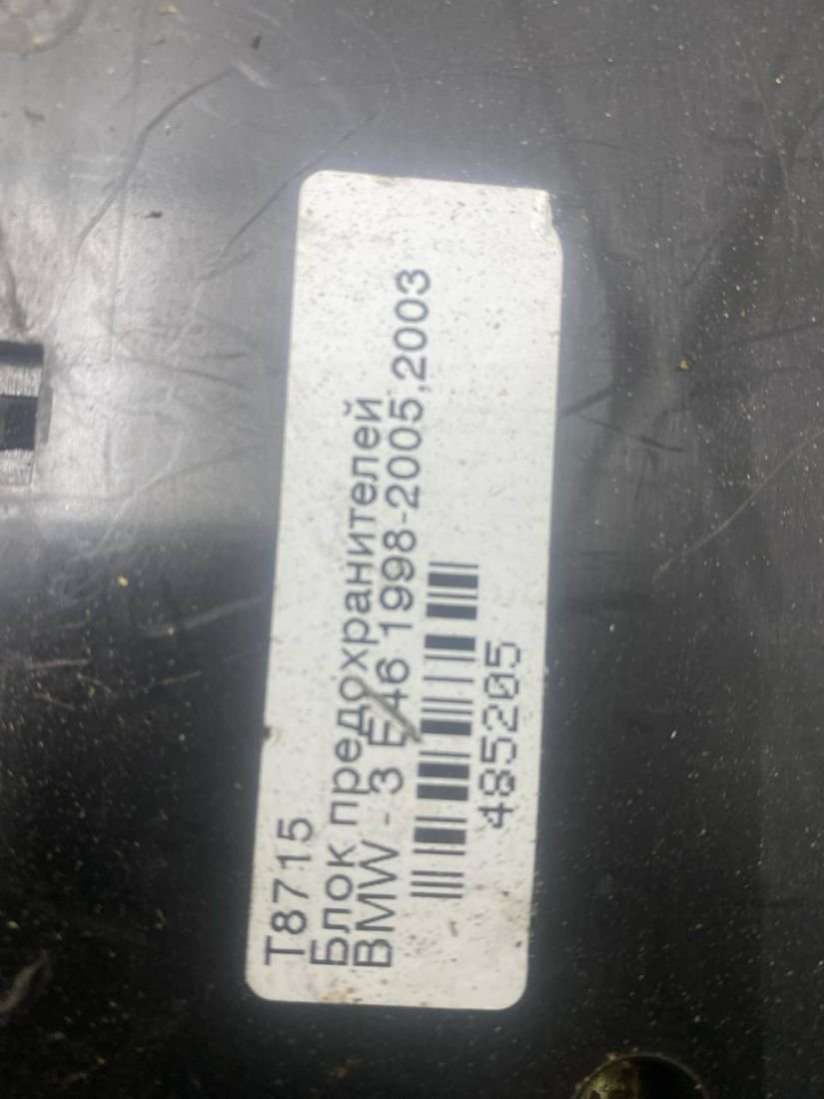 T8715
Блок предохранителей
BMW - 3 E46 1998-2005,2003
485205